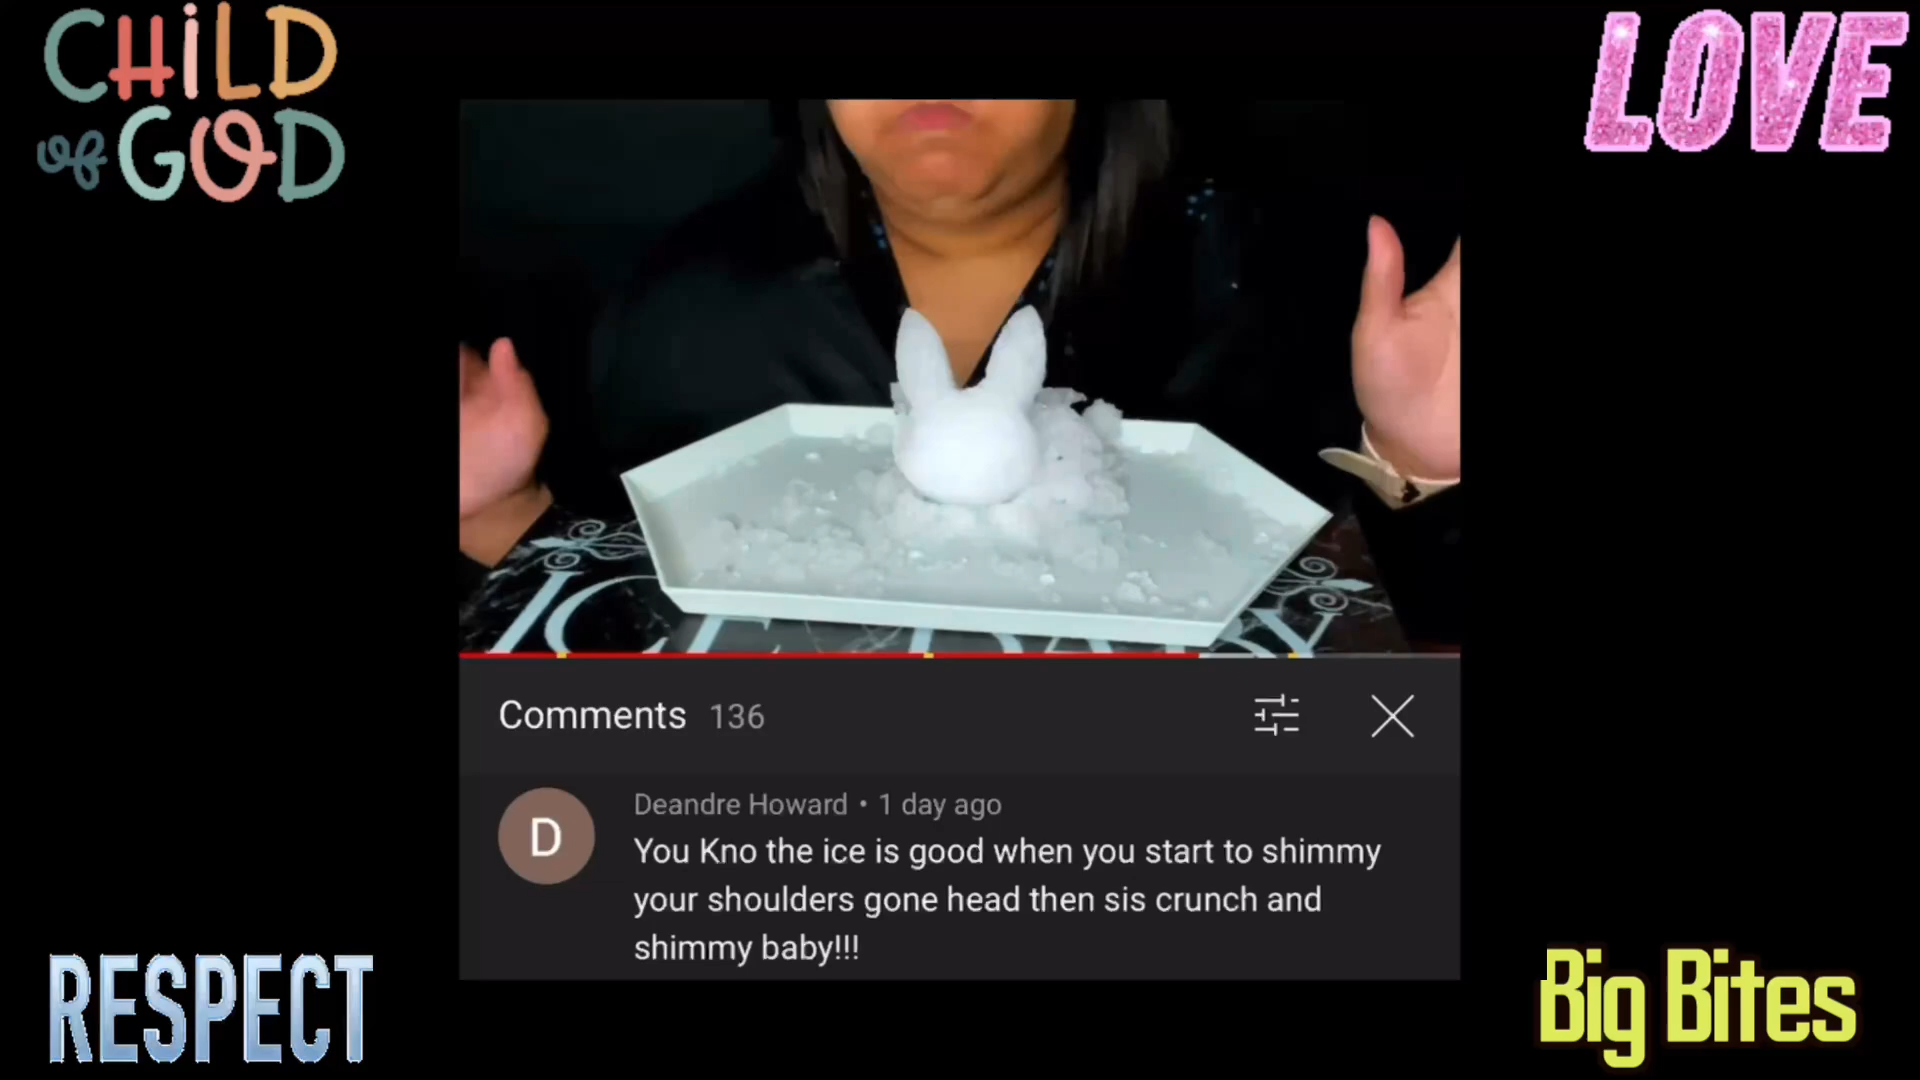 CHiLD
of GOD
LOVE
Comments 136
Deandre Howard • 1 day ago
You Kno the ice is good when you start to shimmy
your shoulders gone head then sis crunch and
shimmy baby!!!
D
RESPECT
Big Bites